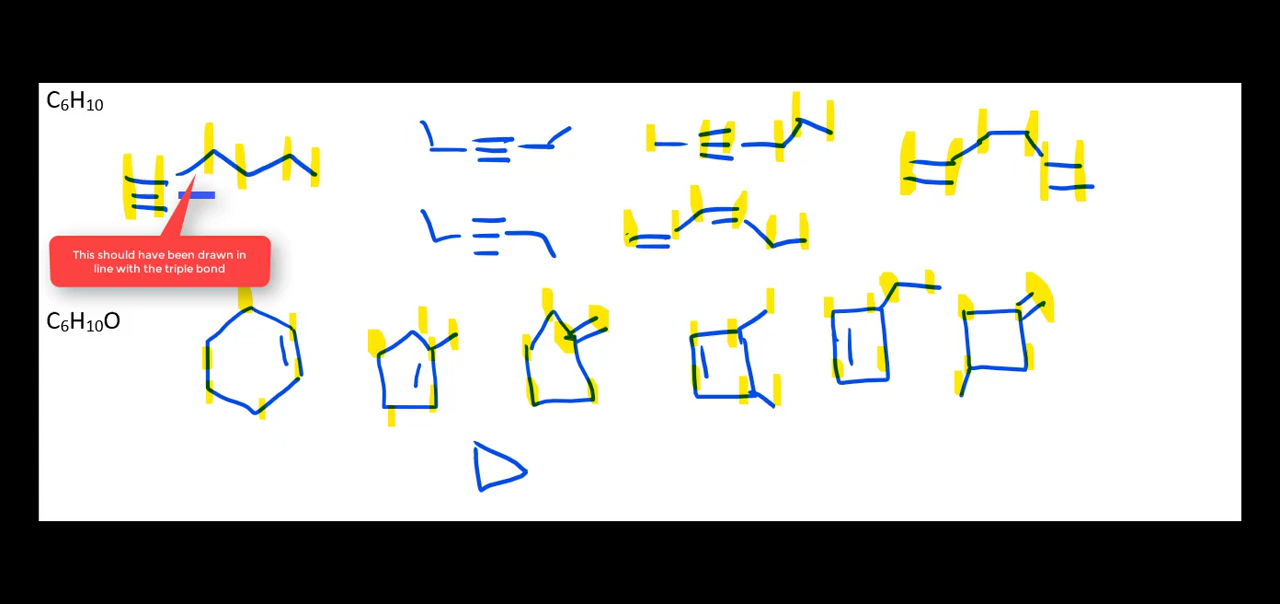 C₆H₁₀
This should have been drawn in
line with the triple bond
C₆H₁₀O